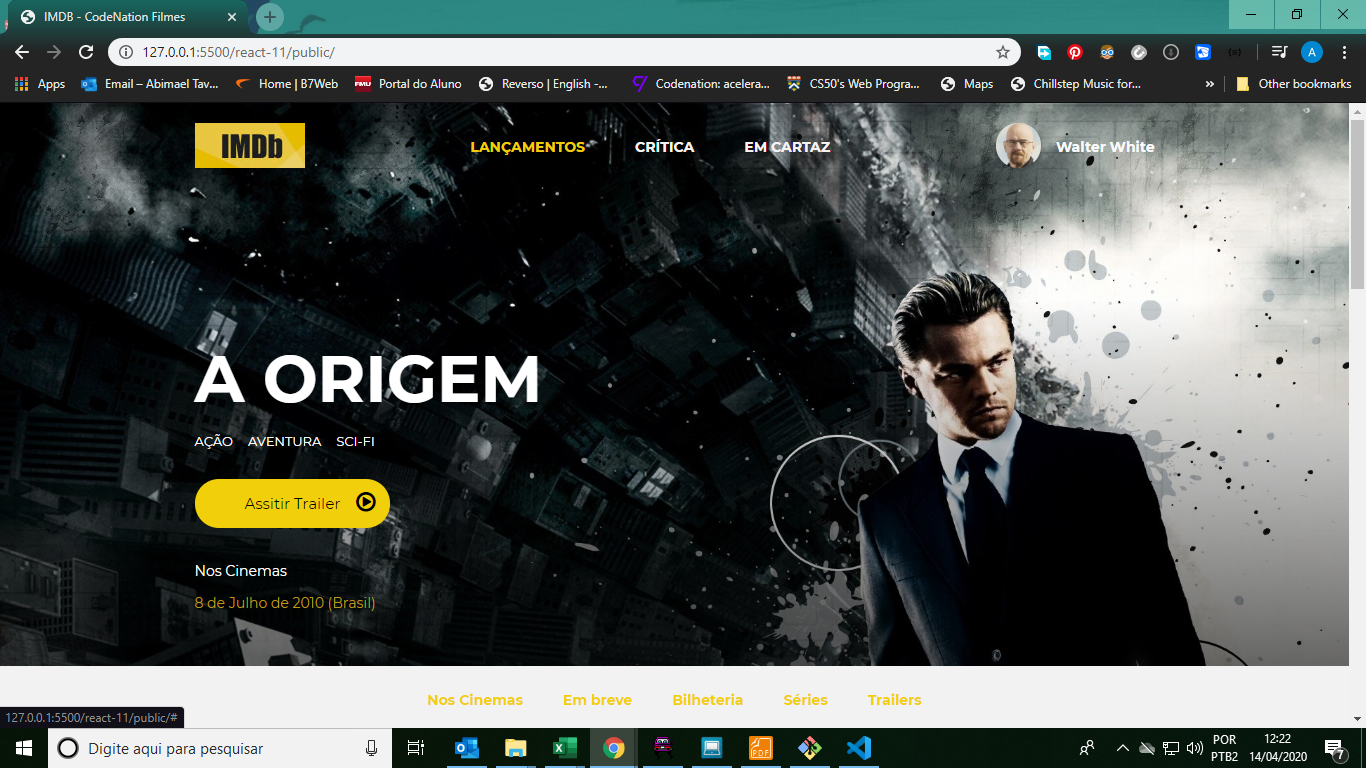 IMDB - CodeNation Filmes
127.0.0.1:5500/react-11/public/
A
Apps
Email – Abimael Tav...
Home | B7Web
FMU
Portal do Aluno
Reverso | English -...
Codenation: acelera...
CS50's Web Progra...
Maps
Chillstep Music for...
»
Other bookmarks
IMDb
LANÇAMENTOS
CRÍTICA
EM CARTAZ
Walter White
A ORIGEM
AÇÃO AVENTURA SCI-FI
Assitir Trailer
Nos Cinemas
8 de Julho de 2010 (Brasil)
Nos Cinemas
Em breve
Bilheteria
Séries
Trailers
127.0.0.1:5500/react-11/public/#
Digite aqui para pesquisar
PDF
POR
PTB2
12:22
14/04/2020
7